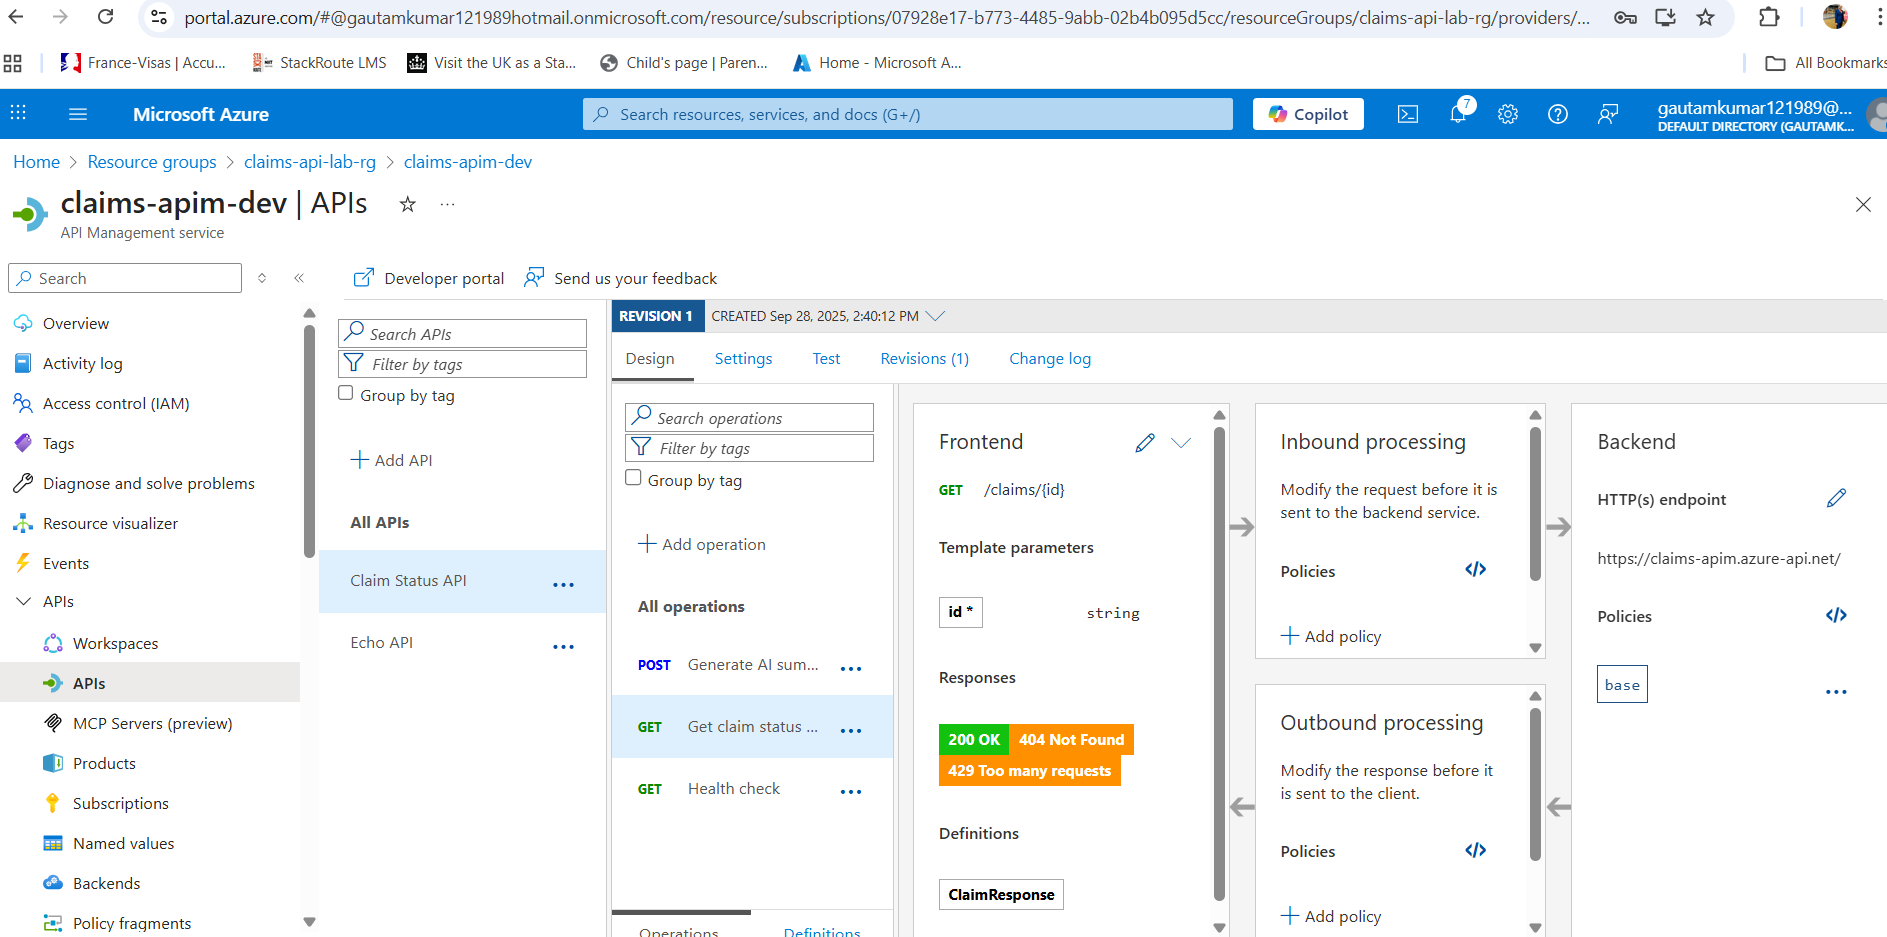 portal.azure.com/#@gautamkumar121989hotmail.onmicrosoft.com/resource/subscriptions/07928e17-b773-4485-9abb-02b4b095d5cc/resourceGroups/claims-api-lab-rg/providers/...
France-Visas | Accu...
StackRoute LMS
Visit the UK as a Sta...
Child's page | Paren...
Home - Microsoft A...
All Bookmarks
Microsoft Azure
Search resources, services, and docs (G+/)
Copilot
7
gautamkumar121989@...
DEFAULT DIRECTORY (GAUTAMK...
Home > Resource groups > claims-api-lab-rg > claims-apim-dev
claims-apim-dev | APIs
API Management service
Search
Overview
Activity log
Access control (IAM)
Tags
Diagnose and solve problems
Resource visualizer
Events
APIs
Workspaces
APIs
MCP Servers (preview)
Products
Subscriptions
Named values
Backends
Policy fragments
Developer portal
Send us your feedback
Search APIs
Filter by tags
Group by tag
+ Add API
All APIs
Claim Status API
Echo API
REVISION 1
CREATED Sep 28, 2025, 2:40:12 PM
Design
Settings
Test
Revisions (1)
Change log
Search operations
Filter by tags
Group by tag
+ Add operation
All operations
POST Generate AI sum...
GET Get claim status ...
GET Health check
Operations
Definitions
Frontend
GET /claims/{id}
Template parameters
id * string
Responses
200 OK
404 Not Found
429 Too many requests
Definitions
ClaimResponse
Inbound processing
Modify the request before it is
sent to the backend service.
Policies </>
+ Add policy
Outbound processing
Modify the response before it
is sent to the client.
Policies </>
+ Add policy
Backend
HTTP(s) endpoint
https://claims-apim.azure-api.net/
Policies </>
base